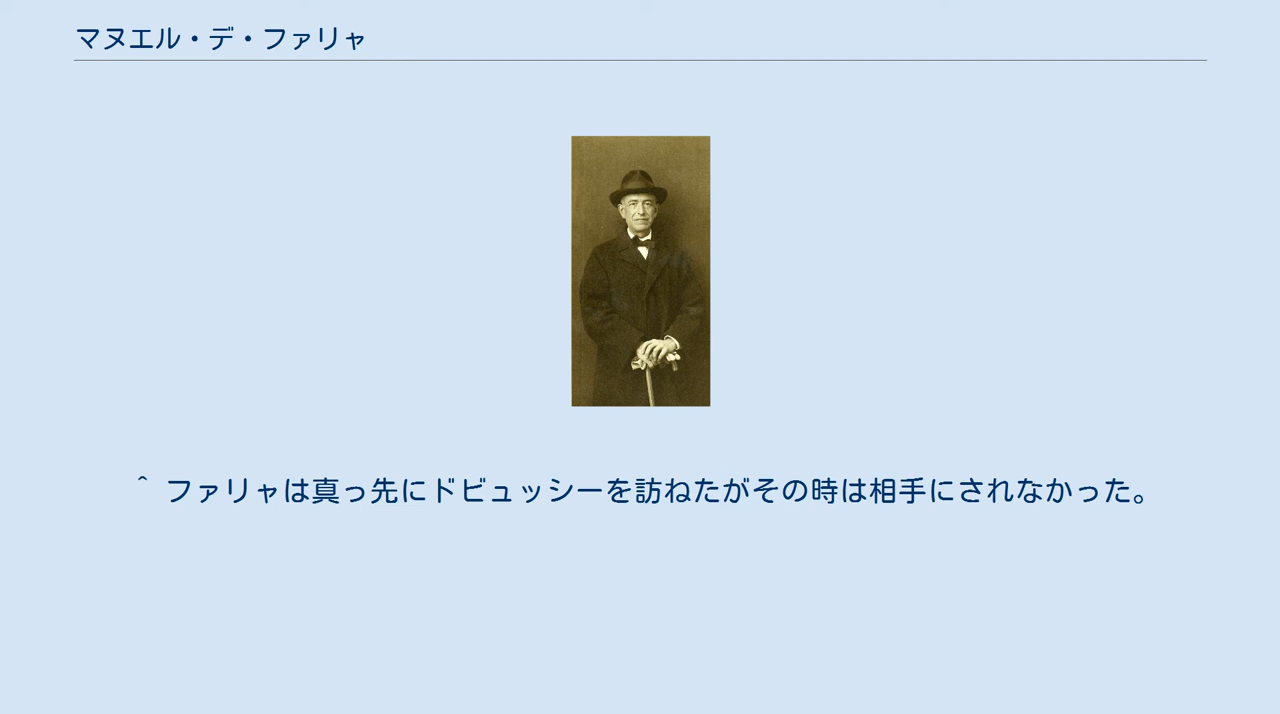 マヌエル・デ・ファリャ
^ ファリャは真っ先にドビュッシーを訪ねたがその時は相手にされなかった。